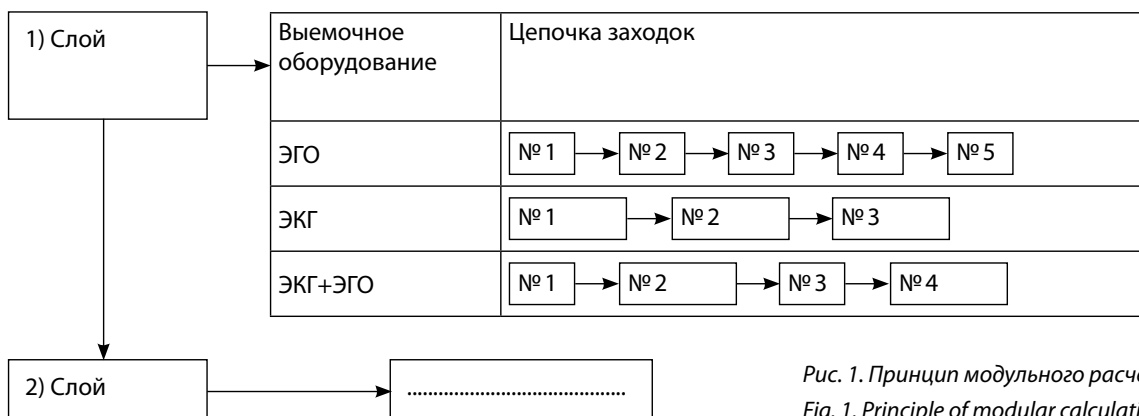 1) Слой
Выемочное
оборудование
Цепочка заходок
ЭГО
№ 1
№ 2
№ 3
№ 4
№ 5
ЭКГ
№ 1
№ 2
№ 3
ЭКГ+ЭГО
№ 1
№ 2
№ 3
№ 4
2) Слой
..........................................
Рис. 1. Принцип модульного
Fig. 1. Principle of modular